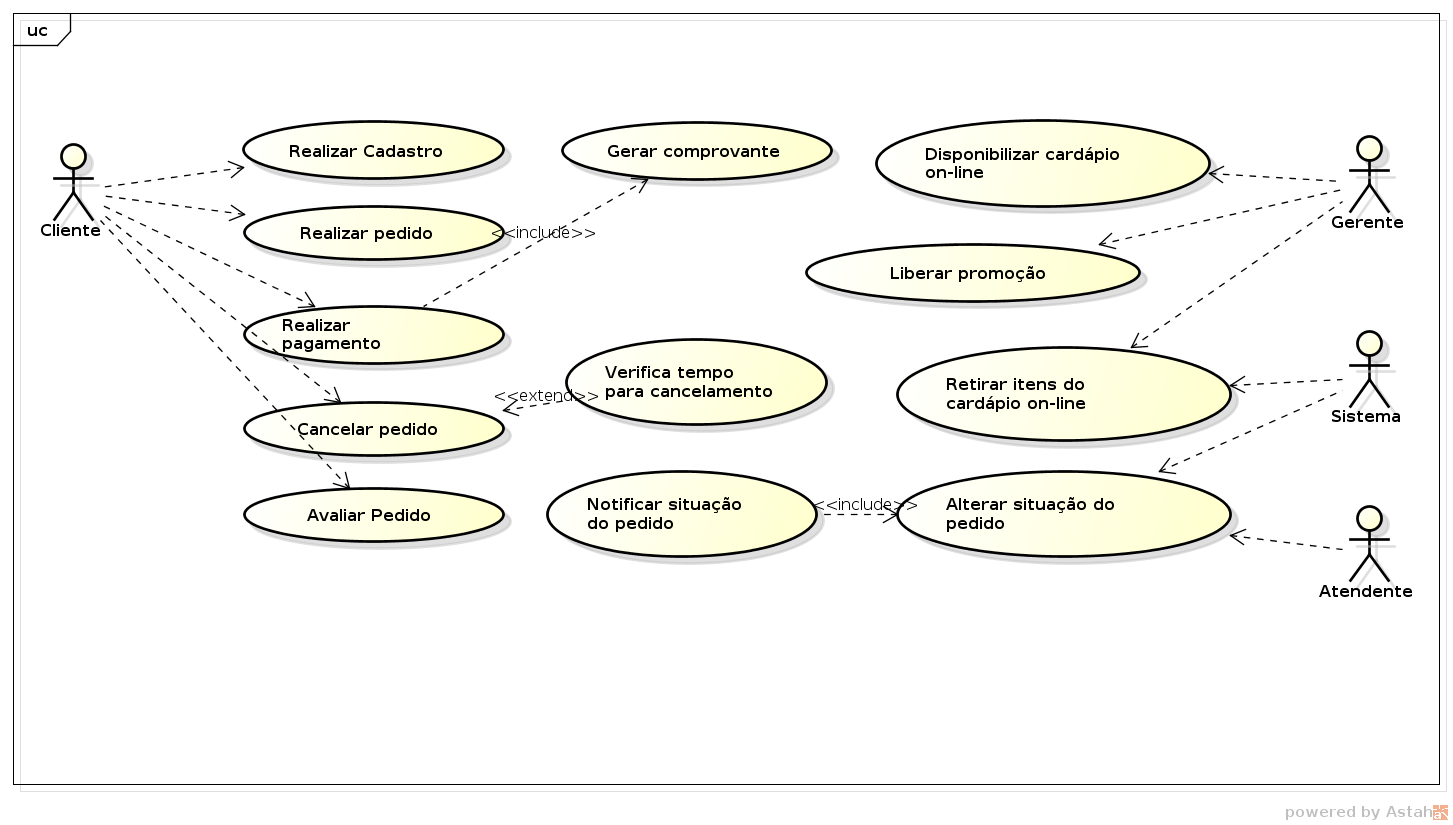 uc
Cliente
Realizar Cadastro
Realizar pedido
Realizar
pagamento
Cancelar pedido
Avaliar Pedido
Gerar comprovante
<<include>>
Verifica tempo
para cancelamento
<<extend>>
Notificar situação
do pedido
<<include>>
Disponibilizar cardápio
on-line
Liberar promoção
Retirar itens do
cardápio on-line
Alterar situação do
pedido
Gerente
Sistema
Atendente
powered by Astah